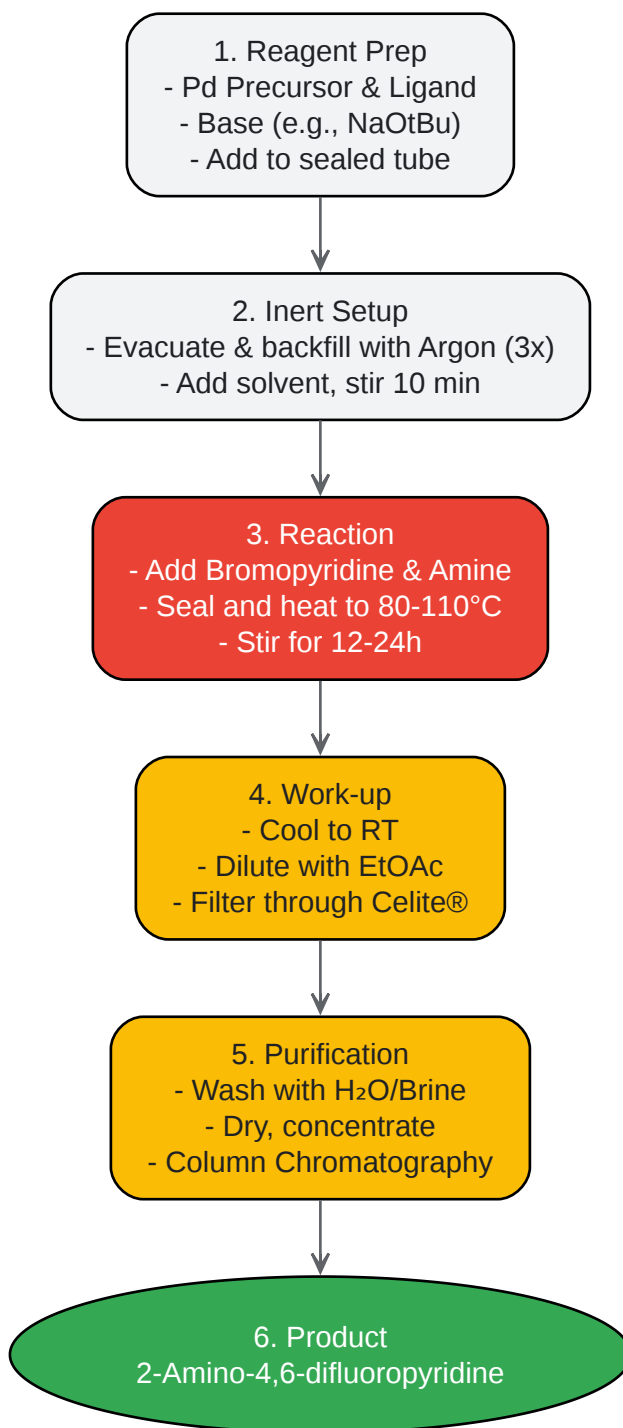 1. Reagent Prep
- Pd Precursor & Ligand
- Base (e.g., NaOtBu)
- Add to sealed tube
2. Inert Setup
- Evacuate & backfill with Argon (3x)
- Add solvent, stir 10 min
3. Reaction
- Add Bromopyridine & Amine
- Seal and heat to 80-110°C
- Stir for 12-24h
4. Work-up
- Cool to RT
- Dilute with EtOAc
- Filter through Celite®
5. Purification
- Wash with H₂O/Brine
- Dry, concentrate
- Column Chromatography
6. Product
2-Amino-4,6-difluoropyridine